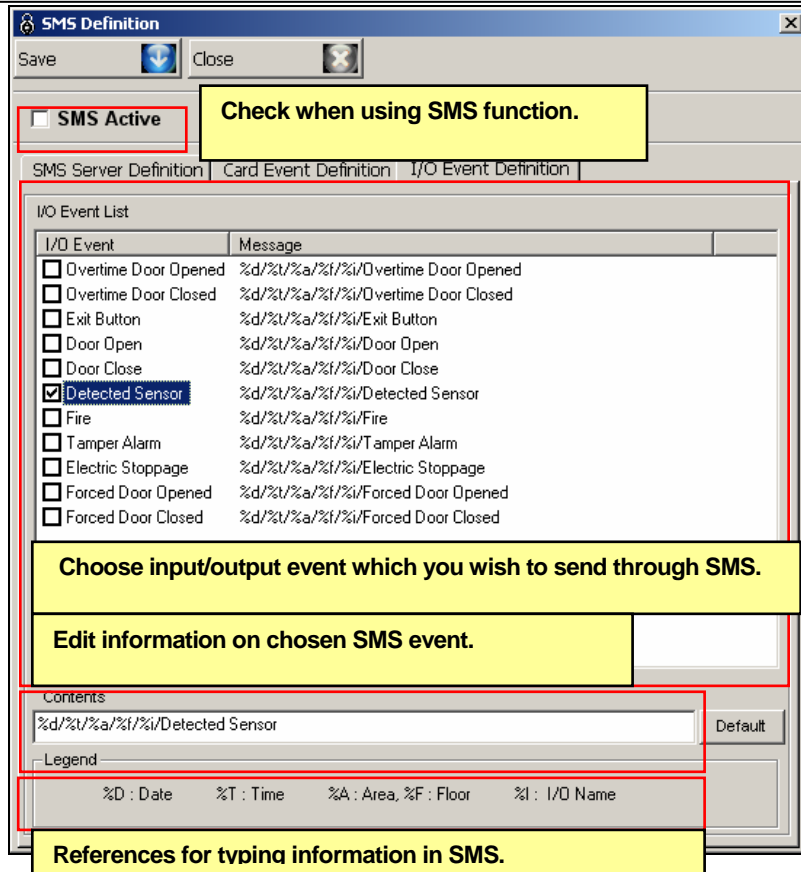 SMS Definition
Save Close
SMS Active
Check when using SMS function.
SMS Server Definition Card Event Definition I/O Event Definition
I/O Event List
I/O Event Message
Overtime Door Opened %d/%t/%a/%f/%i/Overtime Door Opened
Overtime Door Closed %d/%t/%a/%f/%i/Overtime Door Closed
Exit Button %d/%t/%a/%f/%i/Exit Button
Door Open %d/%t/%a/%f/%i/Door Open
Door Close %d/%t/%a/%f/%i/Door Close
Detected Sensor %d/%t/%a/%f/%i/Detected Sensor
Fire %d/%t/%a/%f/%i/Fire
Tamper Alarm %d/%t/%a/%f/%i/Tamper Alarm
Electric Stoppage %d/%t/%a/%f/%i/Electric Stoppage
Forced Door Opened %d/%t/%a/%f/%i/Forced Door Opened
Forced Door Closed %d/%t/%a/%f/%i/Forced Door Closed
Choose input/output event which you wish to send through SMS.
Edit information on chosen SMS event.
Contents
%d/%t/%a/%f/%i/Detected Sensor Default
Legend
%D : Date %T : Time %A : Area, %F : Floor %I : I/O Name
References for typing information in SMS.